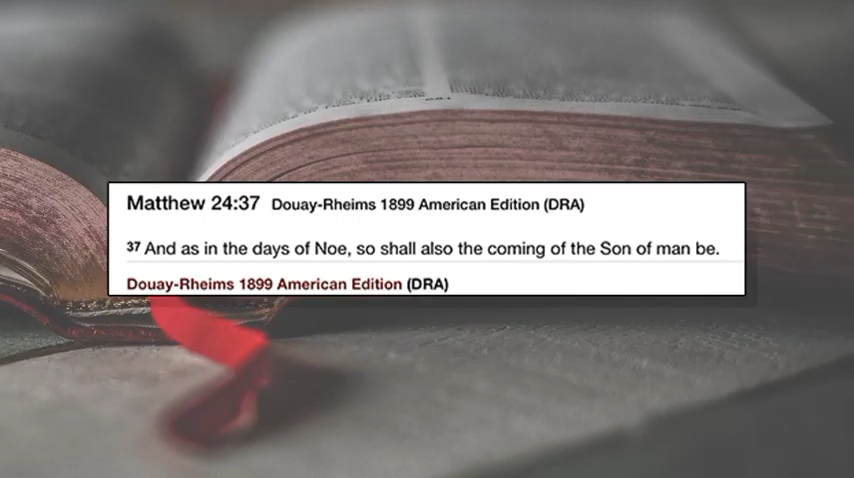 Matthew 24:37 Douay-Rheims 1899 American Edition (DRA)
37 And as in the days of Noe, so shall also the coming of the Son of man be.
Douay-Rheims 1899 American Edition (DRA)